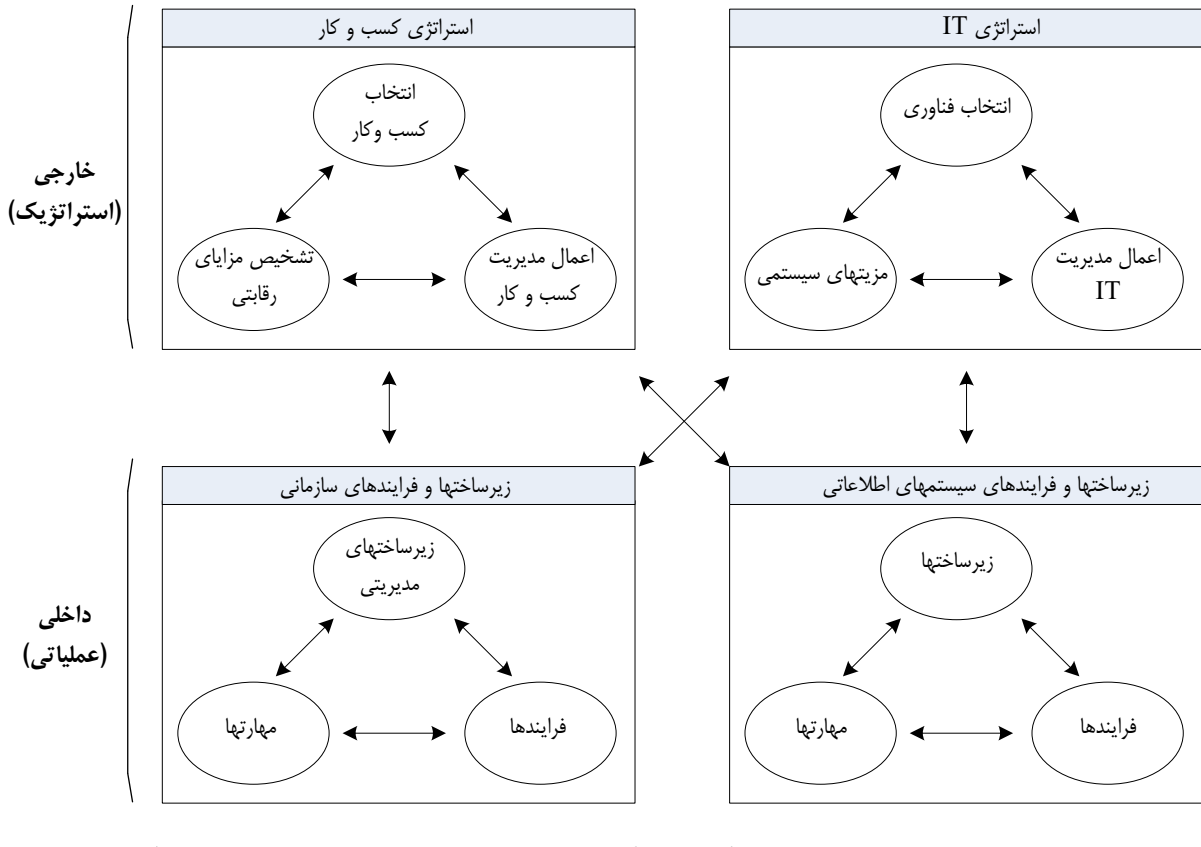 استراتژی کسب و کار
استراتژی IT
انتخاب
کسب وکار
انتخاب فناوری
خارجی
(استراتژیک)
تشخیص مزایای
رقابتی
اعمال مدیریت
کسب و کار
مزیتهای سیستمی
اعمال مدیریت
IT
زیرساختها و فرایندهای سازمانی
زیرساختها و فرایندهای سیستمهای اطلاعاتی
زیرساختهای
مدیریتی
زیرساختها
داخلی
(عملیاتی)
مهارتها
فرایندها
مهارتها
فرایندها